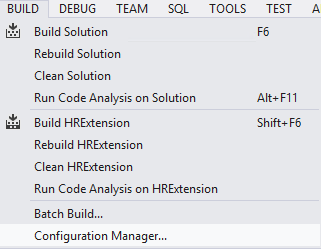 BUILD DEBUG TEAM SQL TOOLS TEST
Build Solution F6
Rebuild Solution
Clean Solution
Run Code Analysis on Solution Alt+F11
Build HRExtension Shift+F6
Rebuild HRExtension
Clean HRExtension
Run Code Analysis on HRExtension
Batch Build...
Configuration Manager...